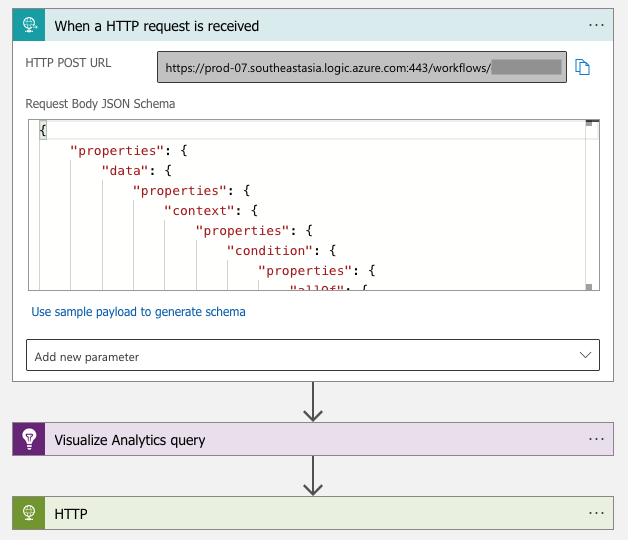 When a HTTP request is received
HTTP POST URL
https://prod-07.southeastasia.logic.azure.com:443/workflows/
Request Body JSON Schema
{
"properties": {
"data": {
"properties": {
"context": {
"properties": {
"condition": {
"properties": {
"allOf": {
Use sample payload to generate schema
Add new parameter
Visualize Analytics query
HTTP